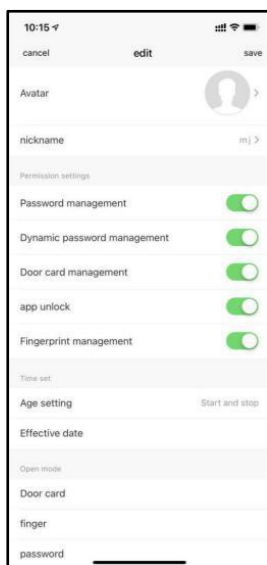 10:15
cancel edit save
Avatar
nickname mj
Permission settings
Password management
Dynamic password management
Door card management
app unlock
Fingerprint management
Time set
Age setting Start and stop
Effective date
Open mode
Door card
finger
password